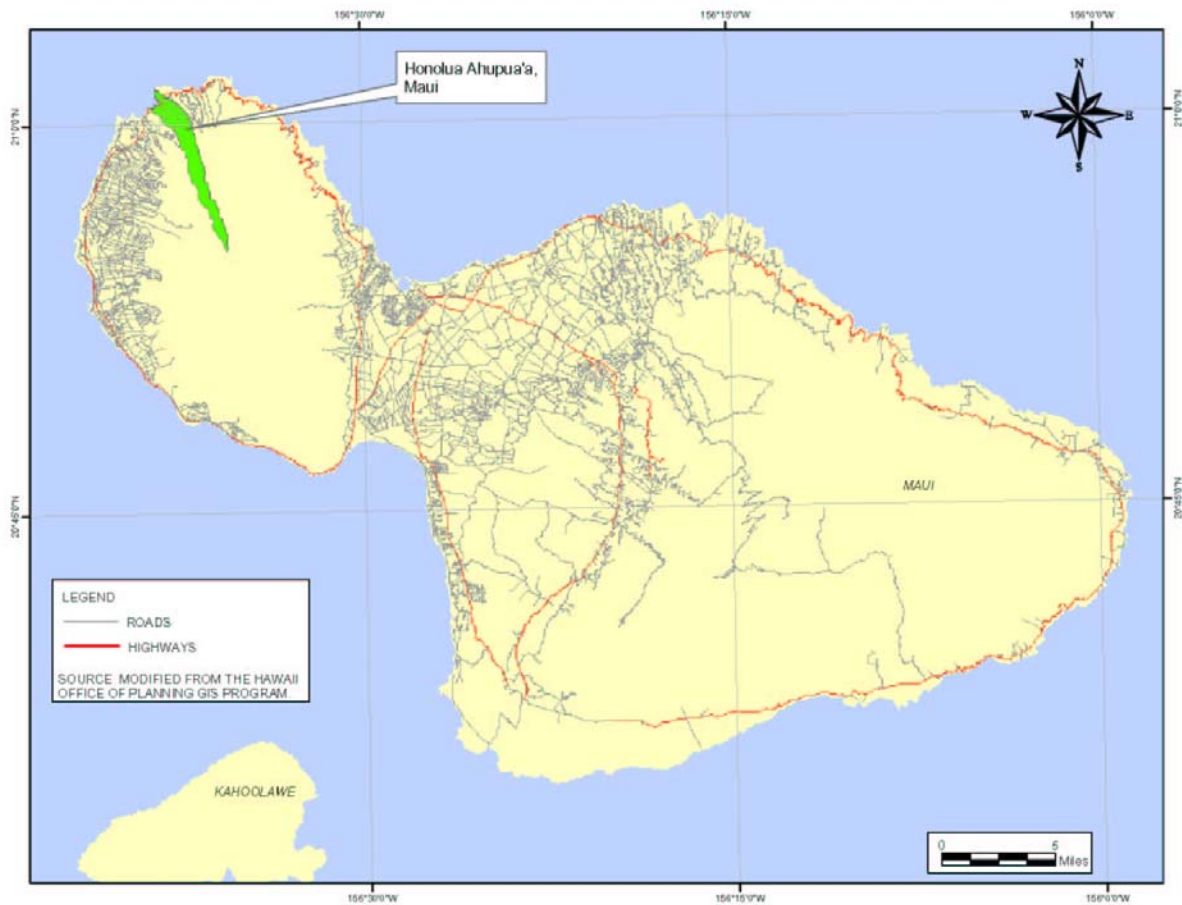 156°30'0"W
156°15'0"W
156°0'0"W
Honolua Ahupua'a,
Maui
N
W
E
S
21°0'0"N
21°0'0"N
MAUI
20°45'0"N
20°45'0"N
LEGEND
ROADS
HIGHWAYS
SOURCE MODIFIED FROM THE HAWAII
OFFICE OF PLANNING GIS PROGRAM
KAHOOLAWE
0 5
Miles
156°30'0"W
156°15'0"W
156°0'0"W